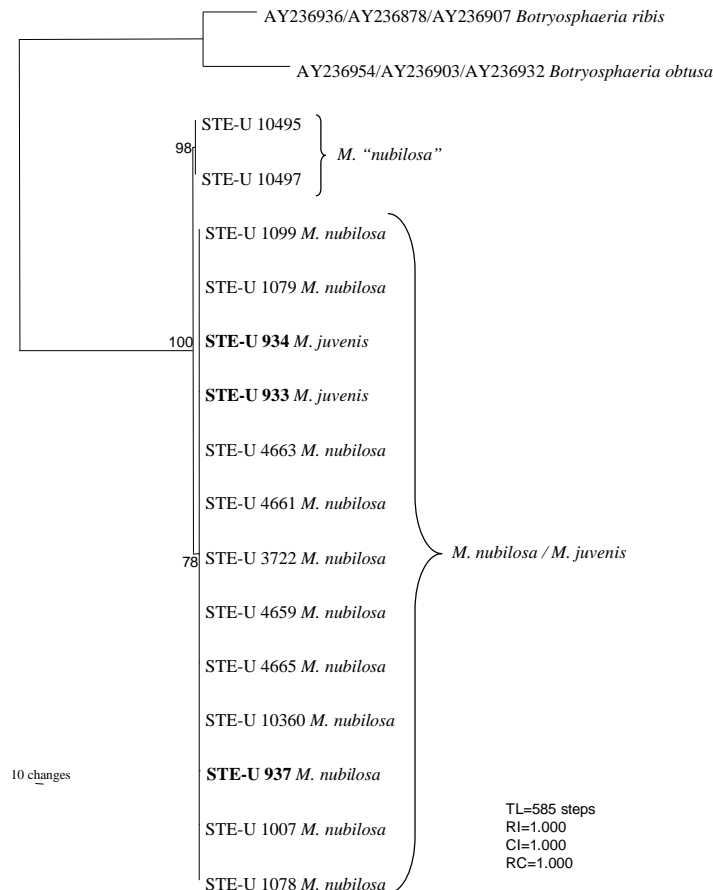 AY236936/AY236878/AY236907 Botryosphaeria ribis
AY236954/AY236903/AY236932 Botryosphaeria obtusa
STE-U 10495
98
M. “nubilosa”
STE-U 10497
STE-U 1099 M. nubilosa
STE-U 1079 M. nubilosa
100
STE-U 934 M. juvenis
STE-U 933 M. juvenis
STE-U 4663 M. nubilosa
STE-U 4661 M. nubilosa
M. nubilosa / M. juvenis
78
STE-U 3722 M. nubilosa
STE-U 4659 M. nubilosa
STE-U 4665 M. nubilosa
STE-U 10360 M. nubilosa
10 changes
STE-U 937 M. nubilosa
STE-U 1007 M. nubilosa
STE-U 1078 M. nubilosa
TL=585 steps
RI=1.000
CI=1.000
RC=1.000